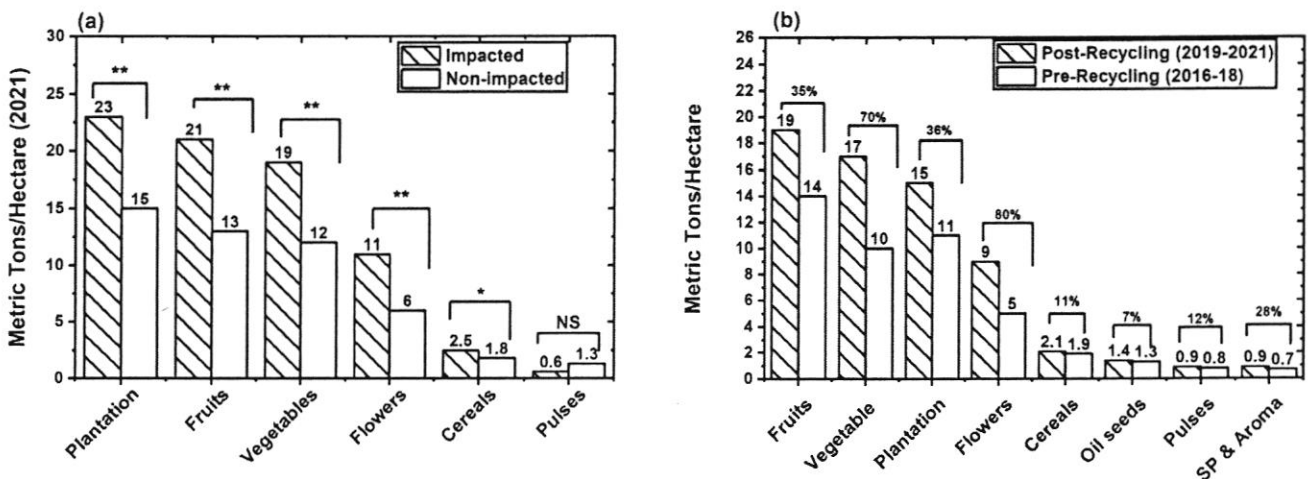 (a)
Metric Tons/Hectare (2021)
30
25
20
15
10
5
0
Impacted
Non-impacted
**
**
**
**
*
NS
23
15
21
13
19
12
11
6
2.5
1.8
0.6
1.3
Plantation
Fruits
Vegetables
Flowers
Cereals
Pulses
(b)
Metric Tons/Hectare
26
24
22
20
18
16
14
12
10
8
6
4
2
0
Post-Recycling (2019-2021)
Pre-Recycling (2016-18)
35%
70%
36%
80%
11%
7%
12%
28%
19
14
17
10
15
11
9
5
2.1
1.9
1.4
1.3
0.9
0.8
0.9
0.7
Fruits
Vegetable
Plantation
Flowers
Cereals
Oil seeds
Pulses
SP & Aroma